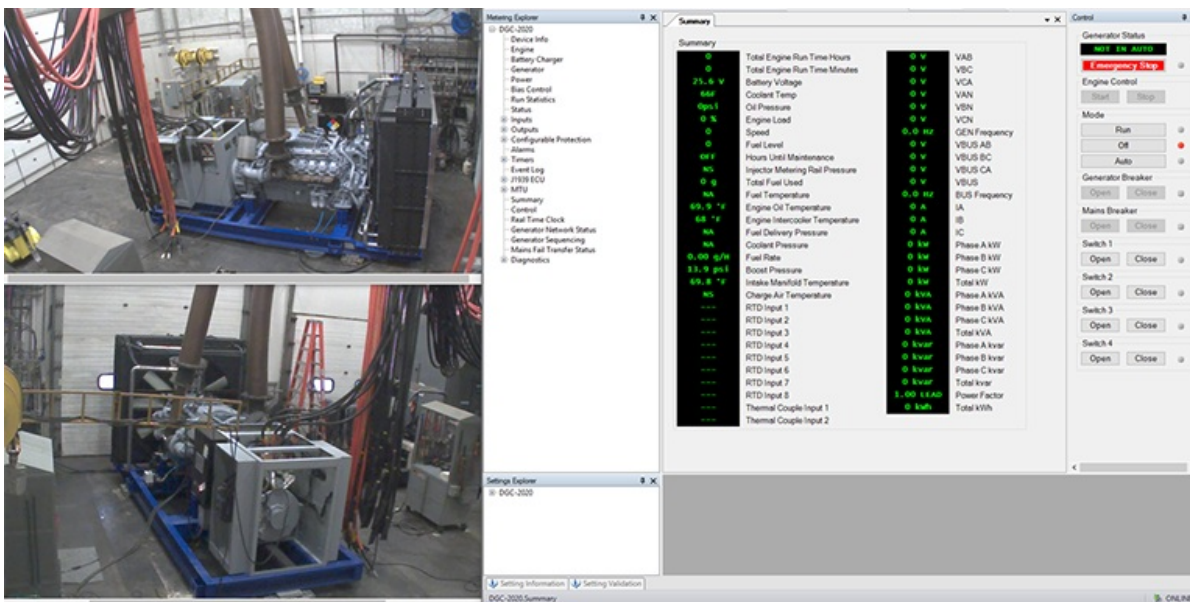 Metering Explorer
DGC-2020
Device Info
Engine
Battery Charger
Generator
Power
Bias Control
Run Statistics
Status
Inputs
Outputs
Configurable Protection
Alarms
Timers
Event Log
J1939 ECU
MTU
Summary
Control
Real Time Clock
Generator Network Status
Generator Sequencing
Mains Fail Transfer Status
Diagnostics
Settings Explorer
DGC-2020
Setting Information Setting Validation
DGC-2020.Summary
Summary
Summary
0 Total Engine Run Time Hours
0 Total Engine Run Time Minutes
25.6 V Battery Voltage
66F Coolant Temp
0psi Oil Pressure
0 % Engine Load
0 Speed
0 Fuel Level
OFF Hours Until Maintenance
NS Injector Metering Rail Pressure
0 g Total Fuel Used
NA Fuel Temperature
69.9 °F Engine Oil Temperature
68 °F Engine Intercooler Temperature
NA Fuel Delivery Pressure
NA Coolant Pressure
0.00 g/H Fuel Rate
13.9 psi Boost Pressure
69.8 °F Intake Manifold Temperature
NS Charge Air Temperature
--- RTD Input 1
--- RTD Input 2
--- RTD Input 3
--- RTD Input 4
--- RTD Input 5
--- RTD Input 6
--- RTD Input 7
--- RTD Input 8
--- Thermal Couple Input 1
--- Thermal Couple Input 2
0 V VAB
0 V VBC
0 V VCA
0 V VAN
0 V VBN
0 V VCN
0.0 HZ GEN Frequency
0 V VBUS AB
0 V VBUS BC
0 V VBUS CA
0 V VBUS
0.0 HZ BUS Frequency
0 A IA
0 A IB
0 A IC
0 kW Phase A kW
0 kW Phase B kW
0 kW Phase C kW
0 kW Total kW
0 kVA Phase A kVA
0 kVA Phase B kVA
0 kVA Phase C kVA
0 kVA Total kVA
0 kvar Phase A kvar
0 kvar Phase B kvar
0 kvar Phase C kvar
0 kvar Total kvar
1.00 LEAD Power Factor
0 kWh Total kWh
Control
Generator Status
NOT IN AUTO
Emergency Stop
Engine Control
Start Stop
Mode
Run
Off
Auto
Generator Breaker
Open Close
Mains Breaker
Open Close
Switch 1
Open Close
Switch 2
Open Close
Switch 3
Open Close
Switch 4
Open Close
ONLINE